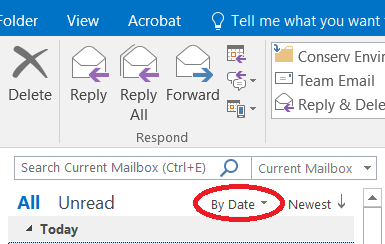 Folder View Acrobat Tell me what you want
Delete Reply Reply All Forward
Conserv Envir
Team Email
Reply & Dele
Respond
Search Current Mailbox (Ctrl+E) Current Mailbox
All Unread By Date Newest
Today